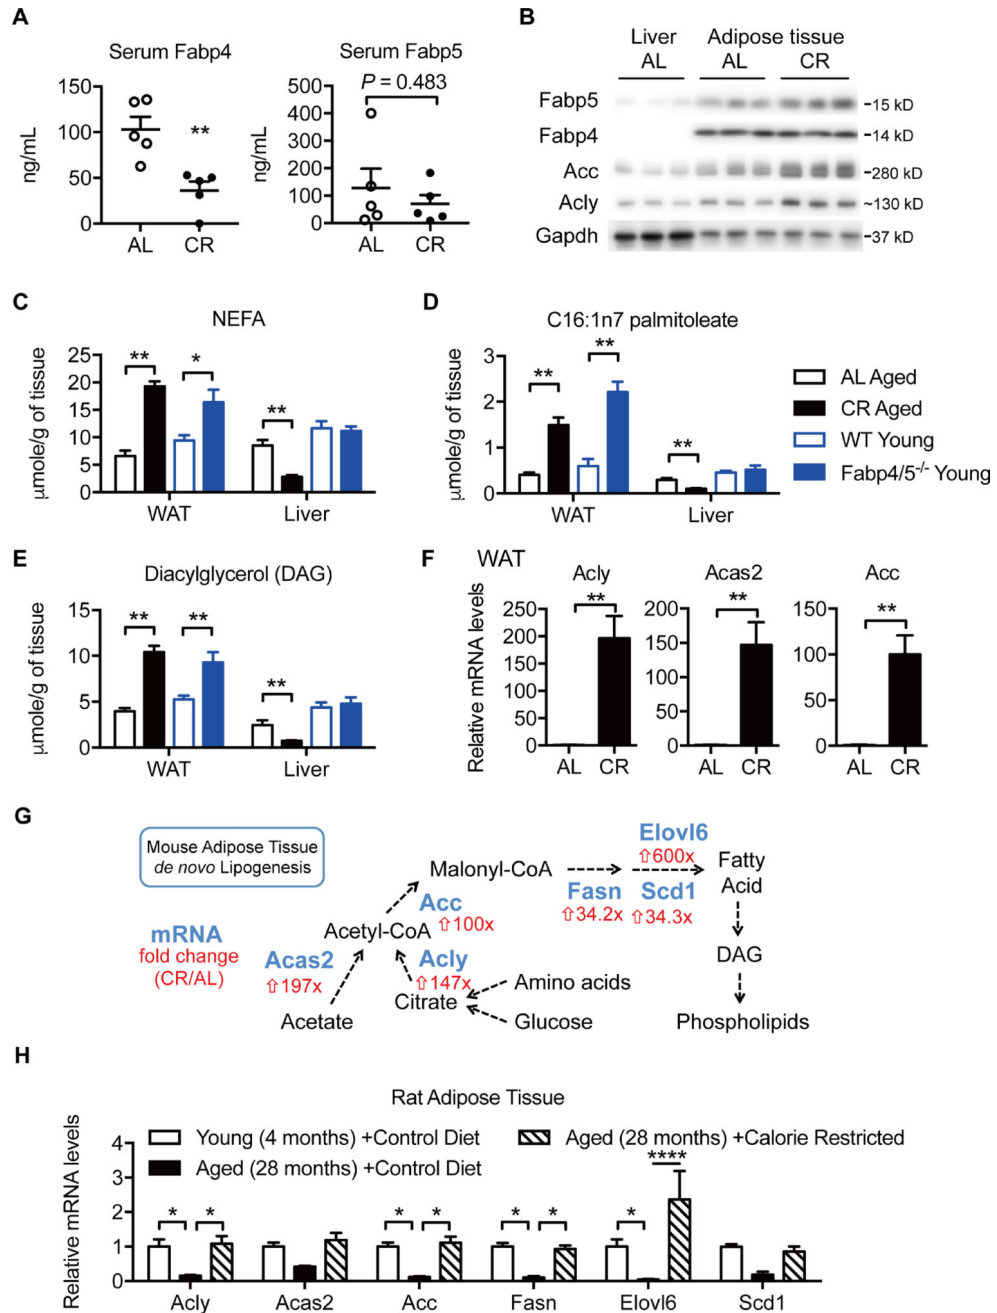 A
Serum Fabp4
ng/mL
150
100
50
0
**
AL
CR
Serum Fabp5
P = 0.483
ng/mL
500
400
300
200
100
0
AL
CR
B
Liver
AL
Adipose tissue
AL
CR
Fabp5
-15 kD
Fabp4
-14 kD
Acc
-280 kD
Acly
~130 kD
Gapdh
-37 kD
C
NEFA
µmole/g of tissue
25
20
15
10
5
0
**
*
**
WAT
Liver
D
C16:1n7 palmitoleate
µmole/g of tissue
3
2
1
0
**
**
**
WAT
Liver
AL Aged
CR Aged
WT Young
Fabp4/5-/- Young
E
Diacylglycerol (DAG)
µmole/g of tissue
15
10
5
0
**
**
**
WAT
Liver
F
WAT
Relative mRNA levels
Acly
**
250
200
150
100
50
0
AL
CR
Acas2
**
200
150
100
50
0
AL
CR
Acc
**
150
100
50
0
AL
CR
G
Mouse Adipose Tissue
de novo Lipogenesis
mRNA
fold change
(CR/AL)
Acas2
⇧197x
Acetate
Acetyl-CoA
Acc
⇧100x
Acly
⇧147x
Citrate
Amino acids
Glucose
Malonyl-CoA
Fasn
⇧34.2x
Elovl6
⇧600x
Scd1
⇧34.3x
Fatty
Acid
DAG
Phospholipids
H
Rat Adipose Tissue
Young (4 months) +Control Diet
Aged (28 months) +Control Diet
Aged (28 months) +Calorie Restricted
Relative mRNA levels
4
3
2
1
0
*
*
*
*
*
*
*
****
Acly
Acas2
Acc
Fasn
Elovl6
Scd1